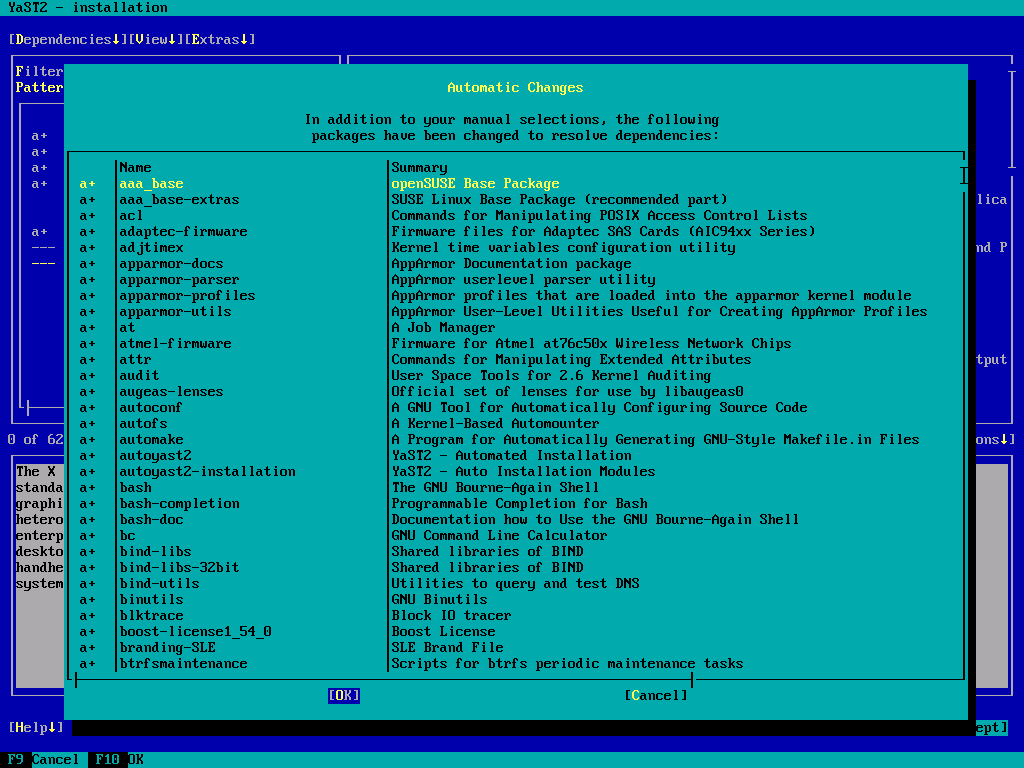 YaST2 - installation
[Dependencies↓][View↓][Extras↓]
Filter
Patter
Automatic Changes
In addition to your manual selections, the following
packages have been changed to resolve dependencies:
a+
a+
a+
a+
a+
---
---
Name Summary
a+ aaa_base openSUSE Base Package
a+ aaa_base-extras SUSE Linux Base Package (recommended part)
a+ acl Commands for Manipulating POSIX Access Control Lists
a+ adaptec-firmware Firmware files for Adaptec SAS Cards (AIC94xx Series)
a+ adjtimex Kernel time variables configuration utility
a+ apparmor-docs AppArmor Documentation package
a+ apparmor-parser AppArmor userlevel parser utility
a+ apparmor-profiles AppArmor profiles that are loaded into the apparmor kernel module
a+ apparmor-utils AppArmor User-Level Utilities Useful for Creating AppArmor Profiles
a+ at A Job Manager
a+ atmel-firmware Firmware for Atmel at76c50x Wireless Network Chips
a+ attr Commands for Manipulating Extended Attributes
a+ audit User Space Tools for 2.6 Kernel Auditing
a+ augeas-lenses Official set of lenses for use by libaugeas0
a+ autoconf A GNU Tool for Automatically Configuring Source Code
a+ autofs A Kernel-Based Automounter
a+ automake A Program for Automatically Generating GNU-Style Makefile.in Files
a+ autoyast2 YaST2 - Automated Installation
a+ autoyast2-installation YaST2 - Auto Installation Modules
a+ bash The GNU Bourne-Again Shell
a+ bash-completion Programmable Completion for Bash
a+ bash-doc Documentation how to Use the GNU Bourne-Again Shell
a+ bc GNU Command Line Calculator
a+ bind-libs Shared libraries of BIND
a+ bind-libs-32bit Shared libraries of BIND
a+ bind-utils Utilities to query and test DNS
a+ binutils GNU Binutils
a+ blktrace Block IO tracer
a+ boost-license1_54_0 Boost License
a+ branding-SLE SLE Brand File
a+ btrfsmaintenance Scripts for btrfs periodic maintenance tasks
[OK] [Cancel]
lica
nd P
tput
0 of 62
ons↓]
The X
standa
graphi
hetero
enterp
deskto
handhe
system
[Help↓]
ept]
F9 Cancel F10 OK